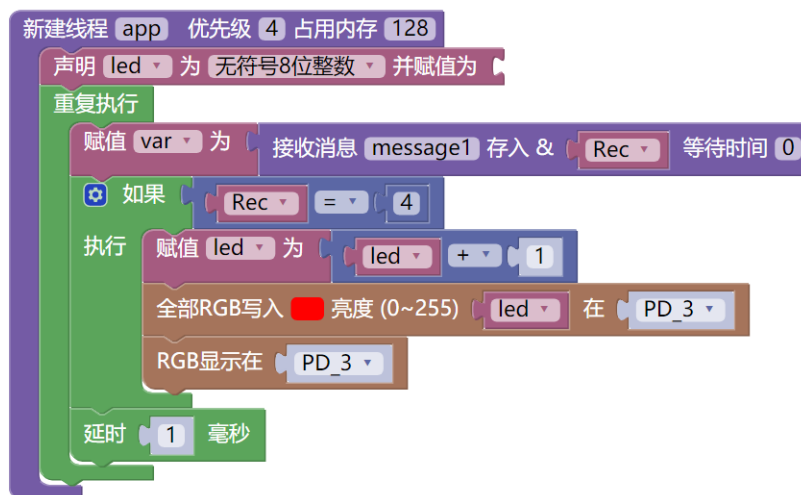 新建线程 app 优先级 4 占用内存 128
声明 led 为 无符号8位整数 并赋值为
重复执行
赋值 var 为 接收消息 message1 存入 & Rec 等待时间 0
如果 Rec = 4
执行 赋值 led 为 led + 1
全部RGB写入 亮度 (0~255) led 在 PD_3
RGB显示在 PD_3
延时 1 毫秒